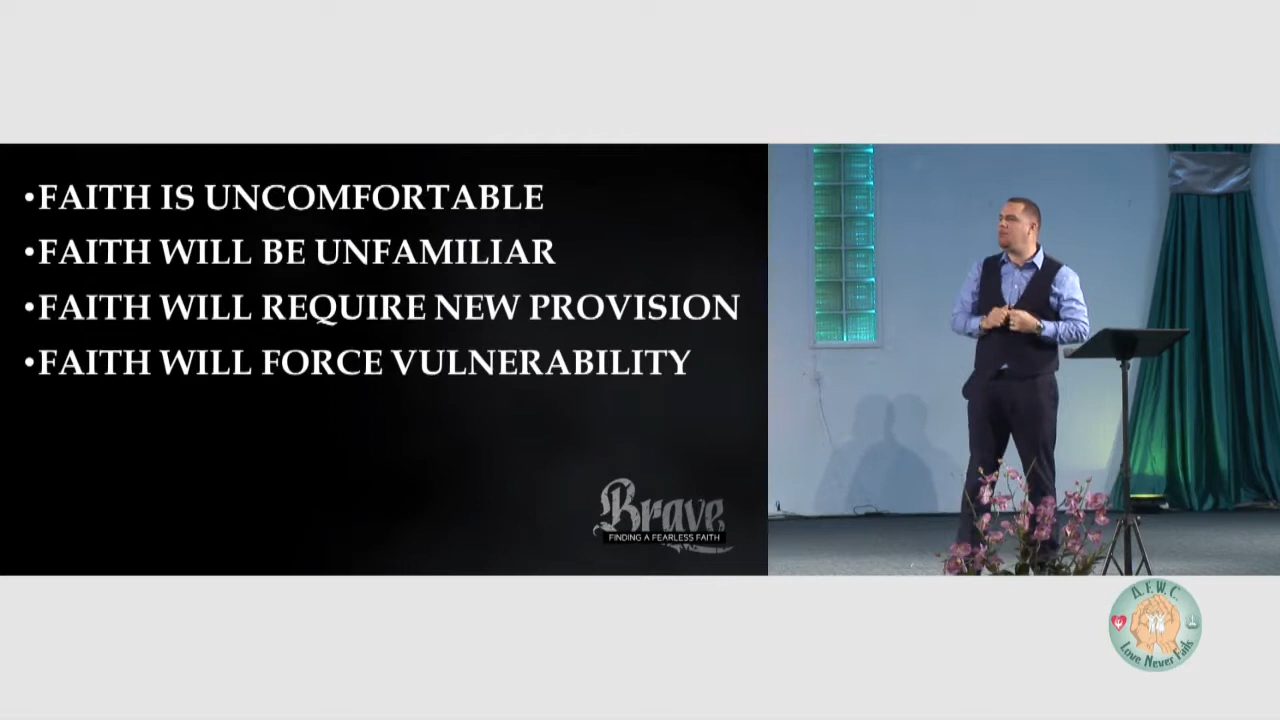 •FAITH IS UNCOMFORTABLE
•FAITH WILL BE UNFAMILIAR
•FAITH WILL REQUIRE NEW PROVISION
•FAITH WILL FORCE VULNERABILITY
Brave
FINDING A FEARLESS FAITH
A.F.W.C.
Love Never Fails